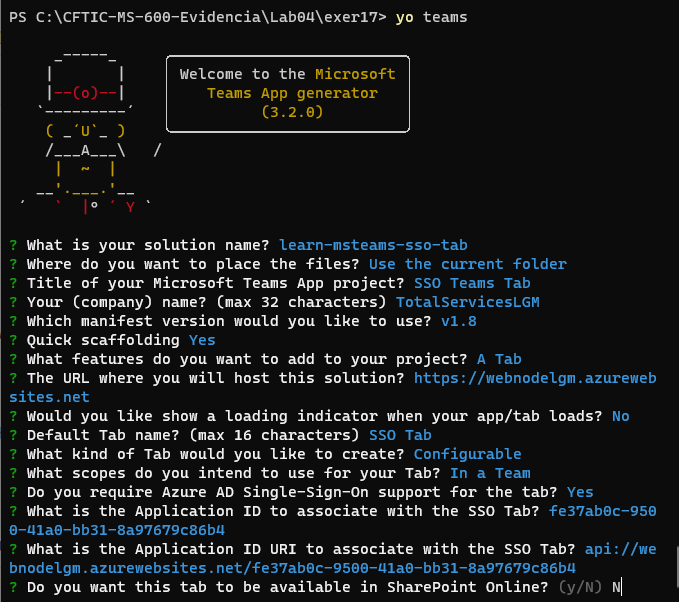 PS C:\CFTIC-MS-600-Evidencia\Lab04\exer17> yo teams
     _-----_
    |       |
    |--(o)--|
   `---------´
    ( _´U`_ )
    /___A___\   /
     |  ~  |
   __'.___.'__
 ´   `  |° ´ Y `
Welcome to the Microsoft
Teams App generator
(3.2.0)
? What is your solution name? learn-msteams-sso-tab
? Where do you want to place the files? Use the current folder
? Title of your Microsoft Teams App project? SSO Teams Tab
? Your (company) name? (max 32 characters) TotalServicesLGM
? Which manifest version would you like to use? v1.8
? Quick scaffolding Yes
? What features do you want to add to your project? A Tab
? The URL where you will host this solution? https://webnodelgm.azureweb
sites.net
? Would you like show a loading indicator when your app/tab loads? No
? Default Tab name? (max 16 characters) SSO Tab
? What kind of Tab would you like to create? Configurable
? What scopes do you intend to use for your Tab? In a Team
? Do you require Azure AD Single-Sign-On support for the tab? Yes
? What is the Application ID to associate with the SSO Tab? fe37ab0c-950
0-41a0-bb31-8a97679c86b4
? What is the Application ID URI to associate with the SSO Tab? api://we
bnodelgm.azurewebsites.net/fe37ab0c-9500-41a0-bb31-8a97679c86b4
? Do you want this tab to be available in SharePoint Online? (y/N) N